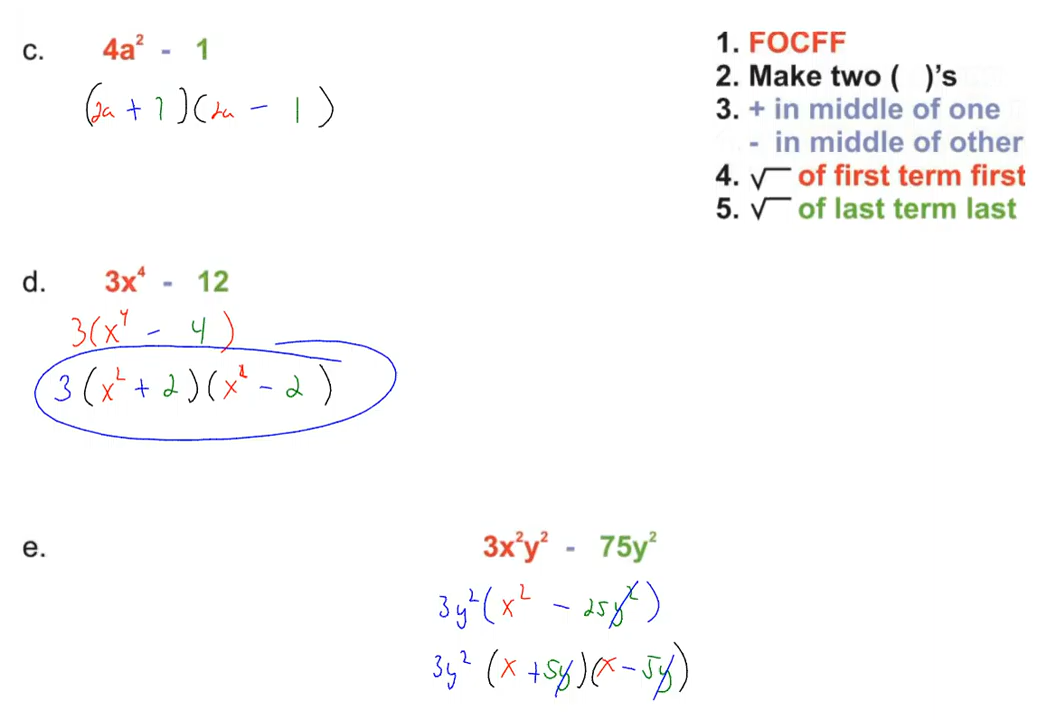 c. 4a² - 1
(2a + 1)(2a - 1)
1. FOCFF
2. Make two ( )'s
3. + in middle of one
- in middle of other
4. √ of first term first
5. √ of last term last
d. 3x⁴ - 12
3(x⁴ - 4)
3(x² + 2)(x² - 2)
e. 3x²y² - 75y²
3y²(x² - 25y²)
3y²(x + 5y)(x - 5y)